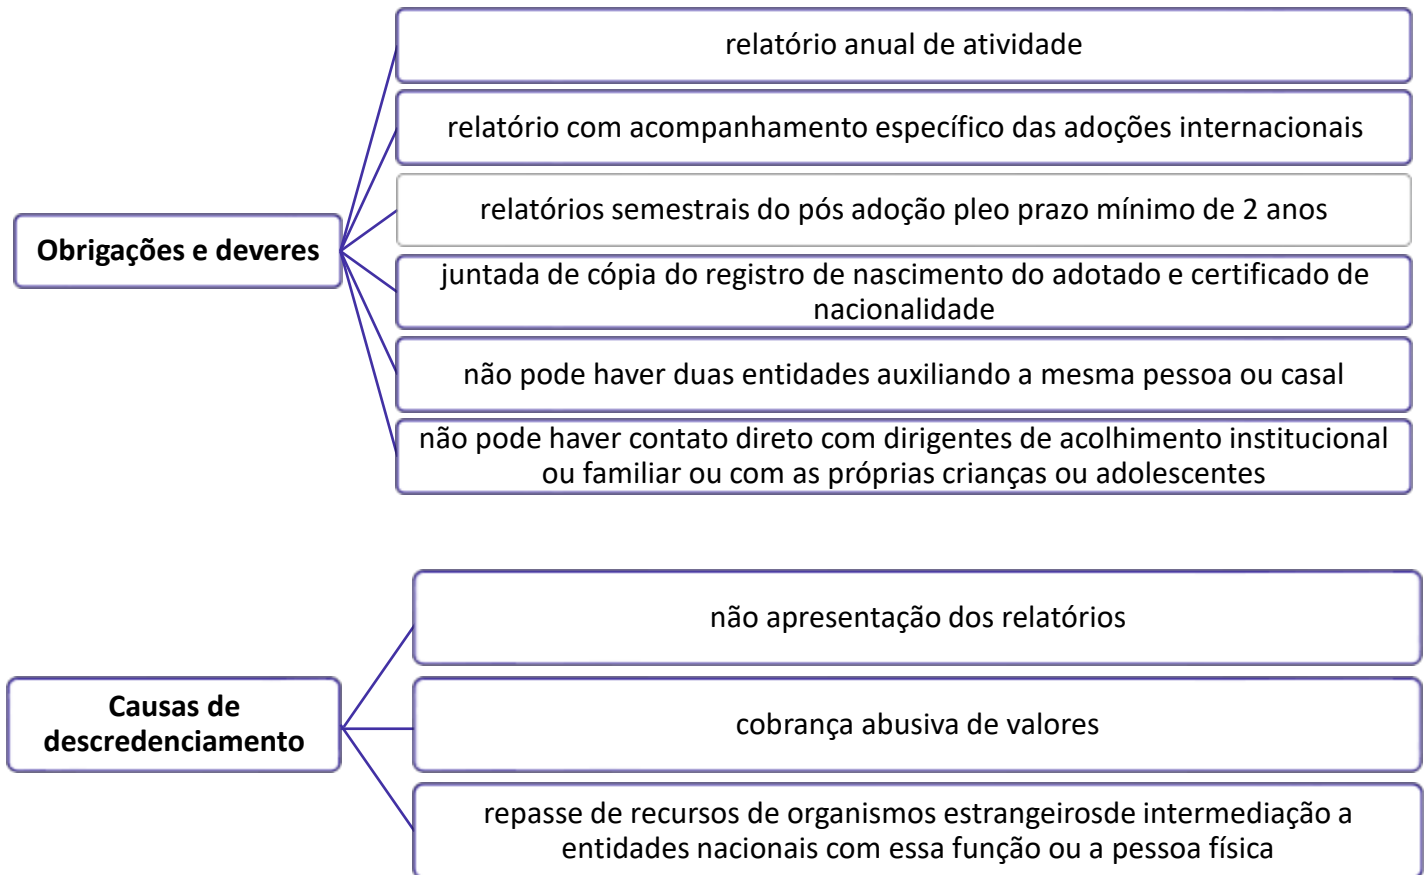 relatório anual de atividade
relatório com acompanhamento específico das adoções internacionais
relatórios semestrais do pós adoção pleo prazo mínimo de 2 anos
Obrigações e deveres
juntada de cópia do registro de nascimento do adotado e certificado de
nacionalidade
não pode haver duas entidades auxiliando a mesma pessoa ou casal
não pode haver contato direto com dirigentes de acolhimento institucional
ou familiar ou com as próprias crianças ou adolescentes
não apresentação dos relatórios
Causas de
descredenciamento
cobrança abusiva de valores
repasse de recursos de organismos estrangeirosde intermediação a
entidades nacionais com essa função ou a pessoa física